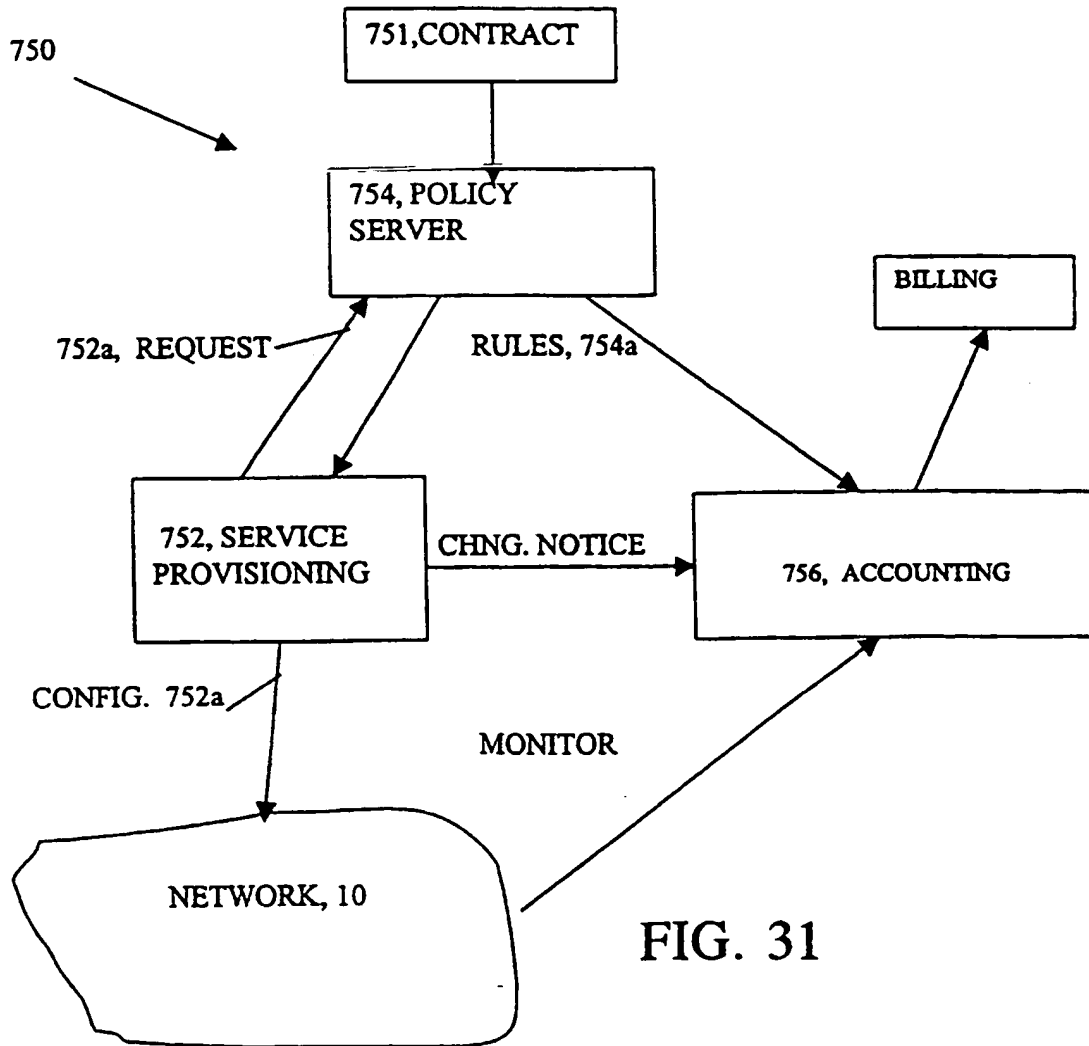 751,CONTRACT
750
754, POLICY
SERVER
BILLING
752a, REQUEST
RULES, 754a
752, SERVICE
PROVISIONING
CHNG. NOTICE
756, ACCOUNTING
CONFIG. 752a
MONITOR
NETWORK, 10
FIG. 31